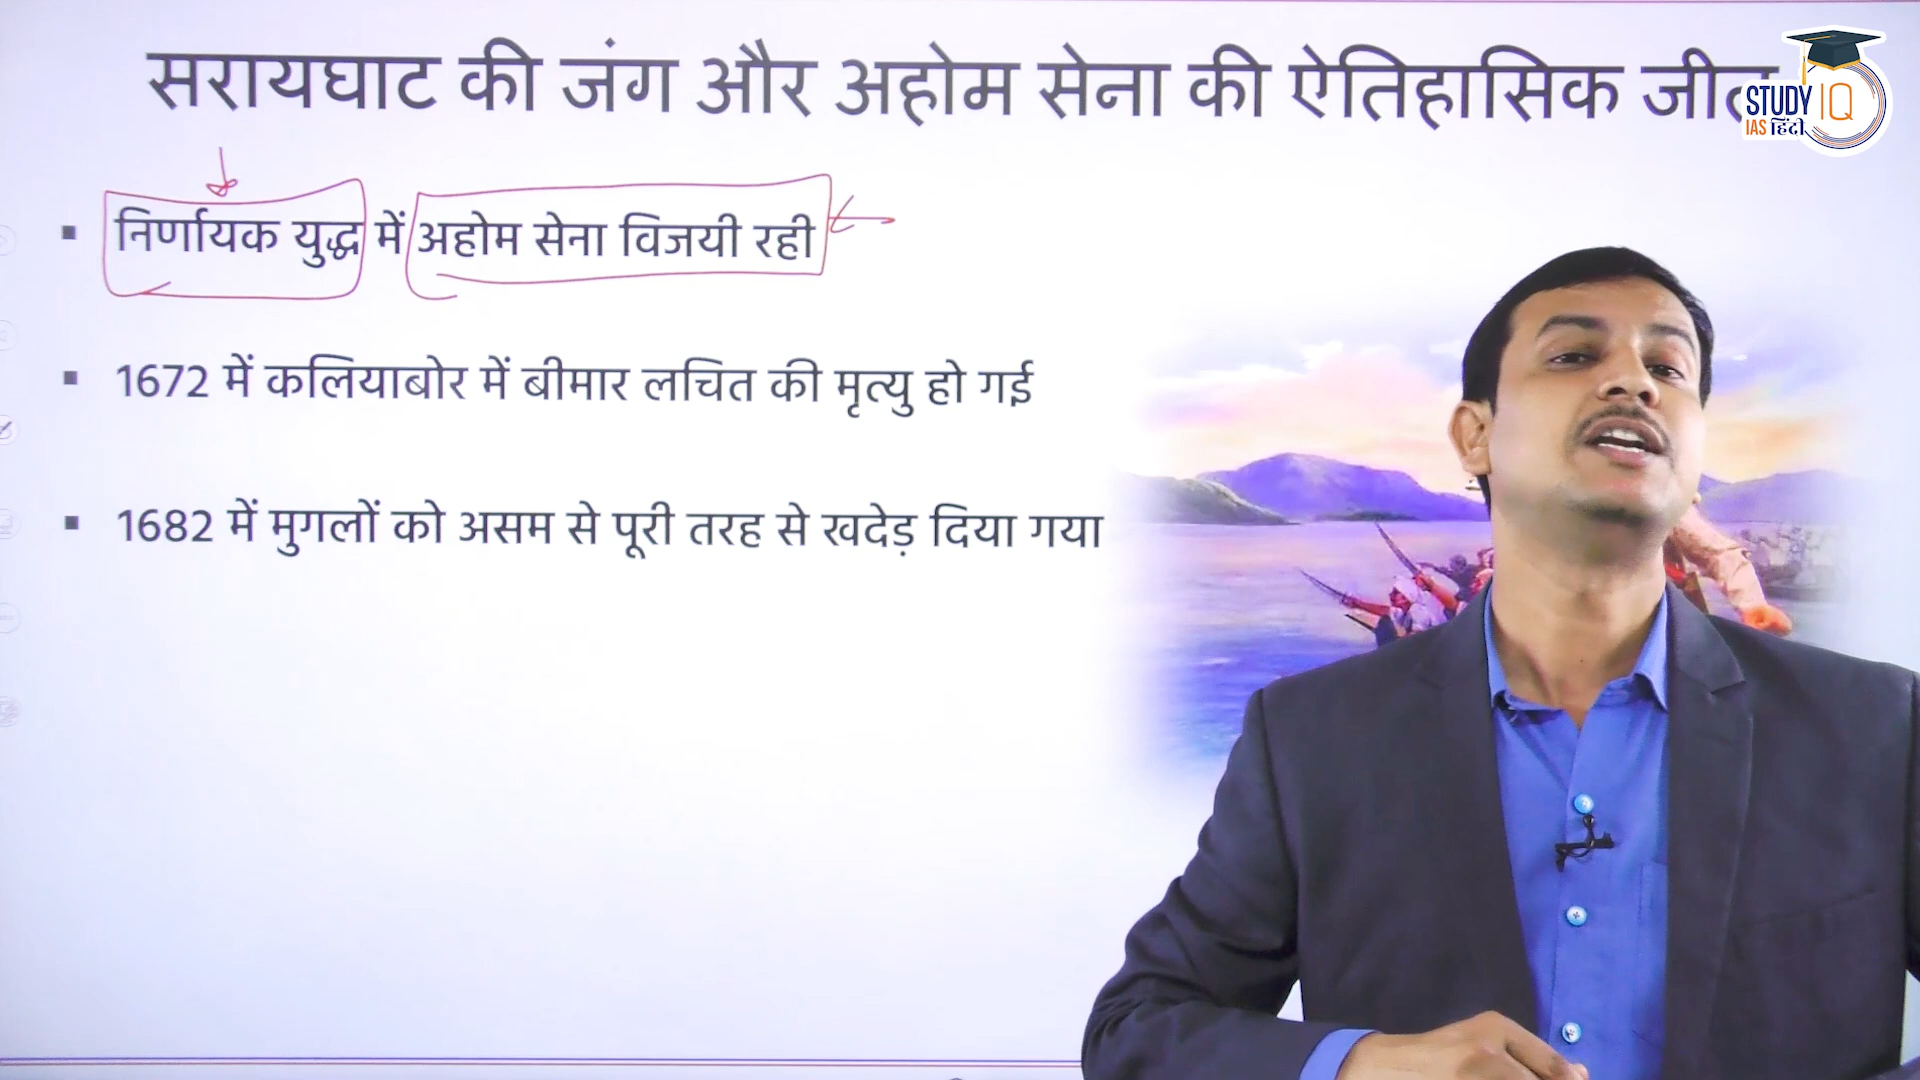 सरायघाट की जंग और अहोम सेना की ऐतिहासिक जीत
STUDY IQ
IAS हिंदी
▪ निर्णायक युद्ध में अहोम सेना विजयी रही
▪ 1672 में कलियाबोर में बीमार लचित की मृत्यु हो गई
▪ 1682 में मुगलों को असम से पूरी तरह से खदेड़ दिया गया